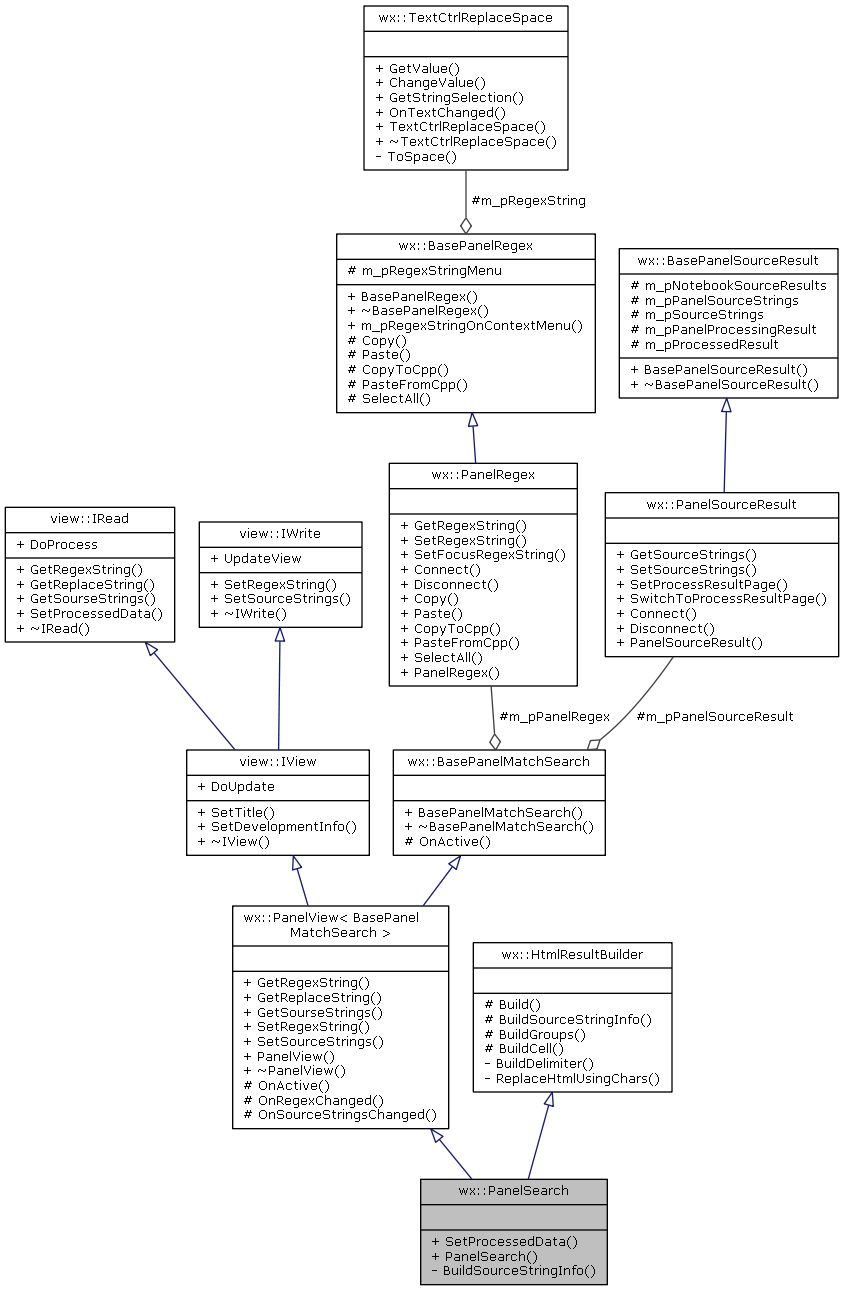 wx::TextCtrlReplaceSpace
+ GetValue()
+ ChangeValue()
+ GetStringSelection()
+ OnTextChanged()
+ TextCtrlReplaceSpace()
+ ~TextCtrlReplaceSpace()
- ToSpace()
#m_pRegexString
wx::BasePanelRegex
# m_pRegexStringMenu
+ BasePanelRegex()
+ ~BasePanelRegex()
+ m_pRegexStringOnContextMenu()
# Copy()
# Paste()
# CopyToCpp()
# PasteFromCpp()
# SelectAll()
wx::BasePanelSourceResult
# m_pNotebookSourceResults
# m_pPanelSourceStrings
# m_pSourceStrings
# m_pPanelProcessingResult
# m_pProcessedResult
+ BasePanelSourceResult()
+ ~BasePanelSourceResult()
wx::PanelRegex
+ GetRegexString()
+ SetRegexString()
+ SetFocusRegexString()
+ Connect()
+ Disconnect()
+ Copy()
+ Paste()
+ CopyToCpp()
+ PasteFromCpp()
+ SelectAll()
+ PanelRegex()
wx::PanelSourceResult
+ GetSourceStrings()
+ SetSourceStrings()
+ SetProcessResultPage()
+ SwitchToProcessResultPage()
+ Connect()
+ Disconnect()
+ PanelSourceResult()
view::IRead
+ DoProcess
+ GetRegexString()
+ GetReplaceString()
+ GetSourseStrings()
+ SetProcessedData()
+ ~IRead()
view::IWrite
+ UpdateView
+ SetRegexString()
+ SetSourceStrings()
+ ~IWrite()
#m_pPanelRegex
#m_pPanelSourceResult
view::IView
+ DoUpdate
+ SetTitle()
+ SetDevelopmentInfo()
+ ~IView()
wx::BasePanelMatchSearch
+ BasePanelMatchSearch()
+ ~BasePanelMatchSearch()
# OnActive()
wx::PanelView< BasePanel
MatchSearch >
+ GetRegexString()
+ GetReplaceString()
+ GetSourseStrings()
+ SetRegexString()
+ SetSourceStrings()
+ PanelView()
+ ~PanelView()
# OnActive()
# OnRegexChanged()
# OnSourceStringsChanged()
wx::HtmlResultBuilder
# Build()
# BuildSourceStringInfo()
# BuildGroups()
# BuildCell()
- BuildDelimiter()
- ReplaceHtmlUsingChars()
wx::PanelSearch
+ SetProcessedData()
+ PanelSearch()
- BuildSourceStringInfo()